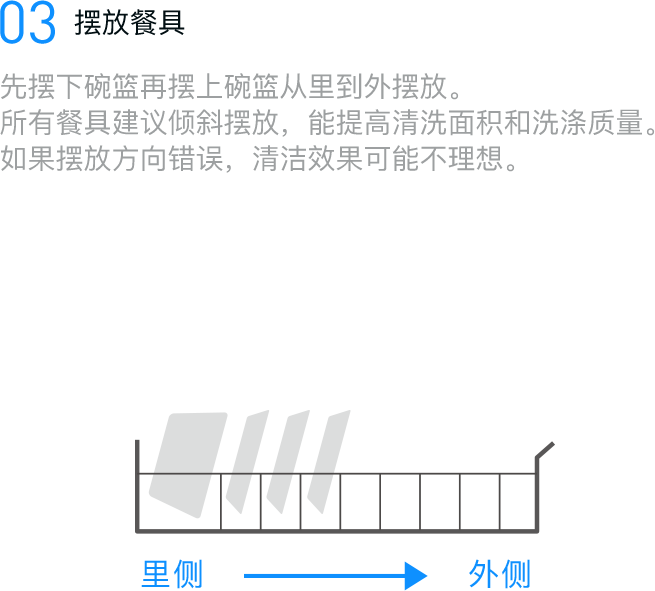 03 摆放餐具
先摆下碗篮再摆上碗篮从里到外摆放。
所有餐具建议倾斜摆放，能提高清洗面积和洗涤质量。
如果摆放方向错误，清洁效果可能不理想。
里侧 外侧